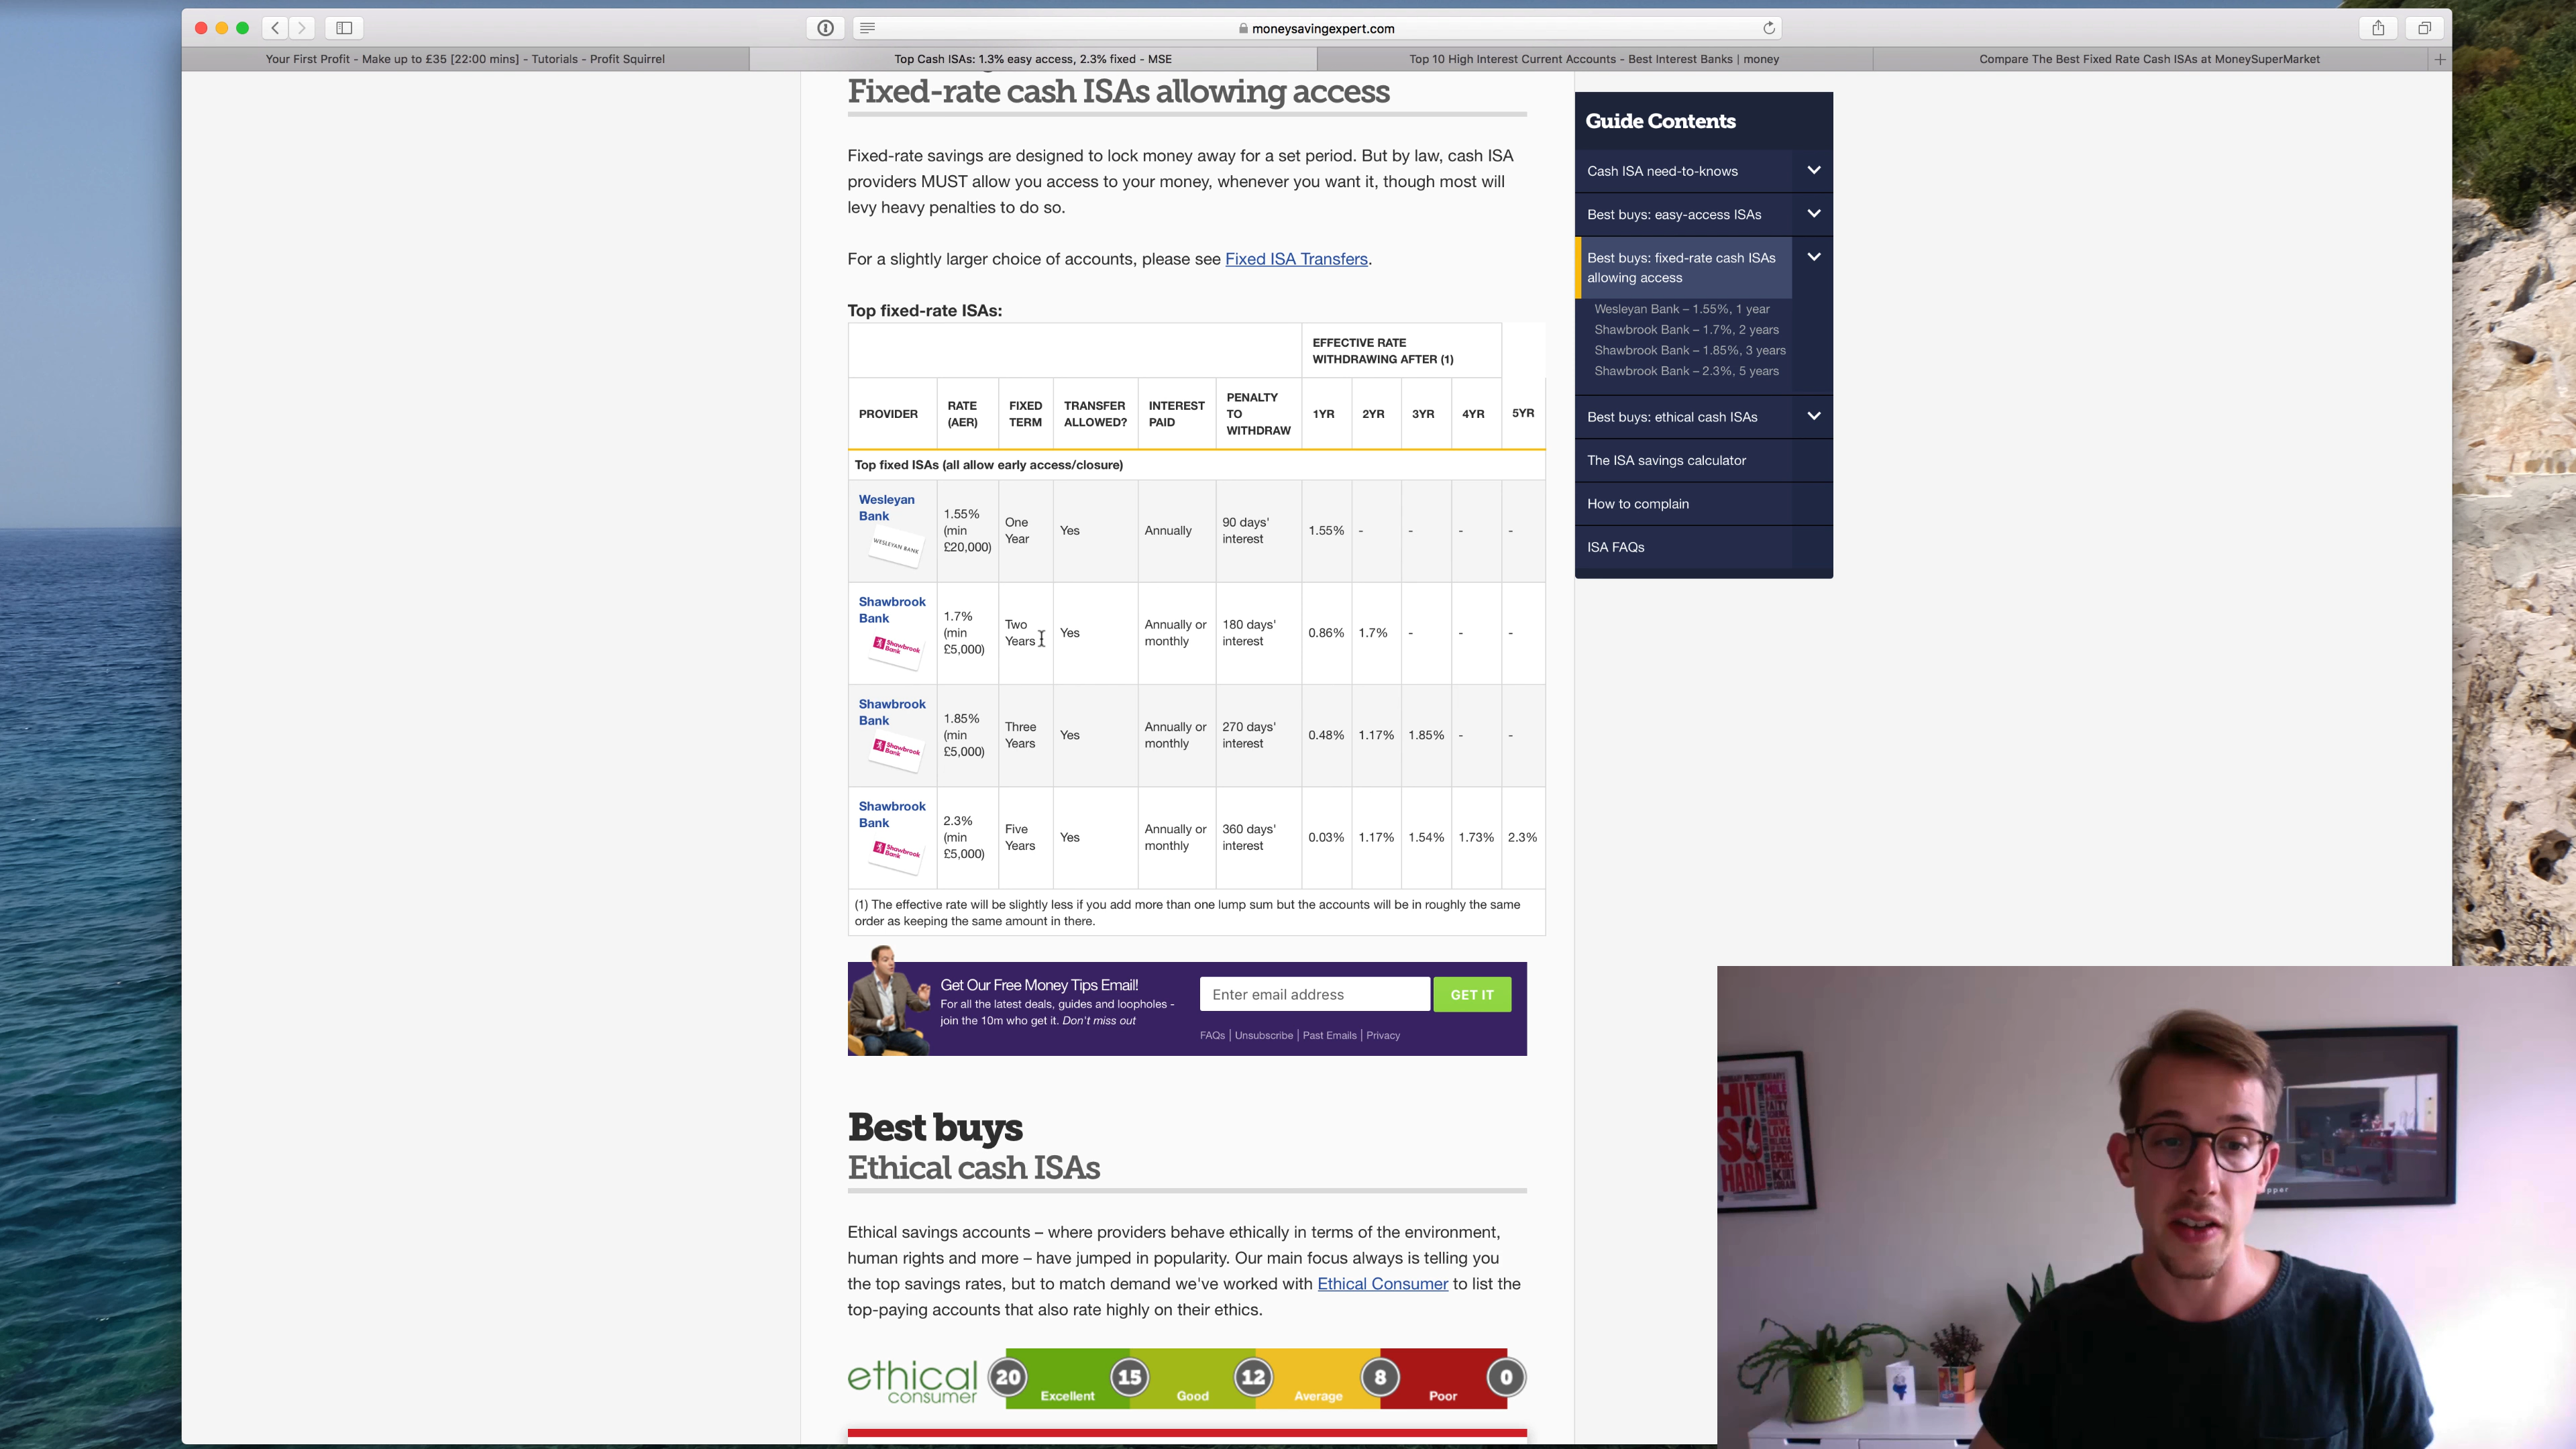 moneysavingexpert.com
Your First Profit - Make up to £35 [22:00 mins] - Tutorials - Profit Squirrel
Top Cash ISAs: 1.3% easy access, 2.3% fixed - MSE
Top 10 High Interest Current Accounts - Best Interest Banks | money
Compare The Best Fixed Rate Cash ISAs at MoneySuperMarket
Fixed-rate cash ISAs allowing access
Fixed-rate savings are designed to lock money away for a set period. But by law, cash ISA
providers MUST allow you access to your money, whenever you want it, though most will
levy heavy penalties to do so.
For a slightly larger choice of accounts, please see Fixed ISA Transfers.
Top fixed-rate ISAs:
EFFECTIVE RATE
WITHDRAWING AFTER (1)
PROVIDER
RATE
(AER)
FIXED
TERM
TRANSFER
ALLOWED?
INTEREST
PAID
PENALTY
TO
WITHDRAW
1YR
2YR
3YR
4YR
5YR
Top fixed ISAs (all allow early access/closure)
Wesleyan
Bank
WESLEYAN BANK
1.55%
(min
£20,000)
One
Year
Yes
Annually
90 days'
interest
1.55%
-
-
-
-
Shawbrook
Bank
Shawbrook
Bank
1.7%
(min
£5,000)
Two
Years
Yes
Annually or
monthly
180 days'
interest
0.86%
1.7%
-
-
-
Shawbrook
Bank
Shawbrook
Bank
1.85%
(min
£5,000)
Three
Years
Yes
Annually or
monthly
270 days'
interest
0.48%
1.17%
1.85%
-
-
Shawbrook
Bank
Shawbrook
Bank
2.3%
(min
£5,000)
Five
Years
Yes
Annually or
monthly
360 days'
interest
0.03%
1.17%
1.54%
1.73%
2.3%
(1) The effective rate will be slightly less if you add more than one lump sum but the accounts will be in roughly the same
order as keeping the same amount in there.
Get Our Free Money Tips Email!
For all the latest deals, guides and loopholes -
join the 10m who get it. Don't miss out
Enter email address
GET IT
FAQs | Unsubscribe | Past Emails | Privacy
Best buys
Ethical cash ISAs
Ethical savings accounts – where providers behave ethically in terms of the environment,
human rights and more – have jumped in popularity. Our main focus always is telling you
the top savings rates, but to match demand we've worked with Ethical Consumer to list the
top-paying accounts that also rate highly on their ethics.
ethical
consumer
20
Excellent
15
Good
12
Average
8
Poor
0
Guide Contents
Cash ISA need-to-knows
Best buys: easy-access ISAs
Best buys: fixed-rate cash ISAs
allowing access
Wesleyan Bank – 1.55%, 1 year
Shawbrook Bank – 1.7%, 2 years
Shawbrook Bank – 1.85%, 3 years
Shawbrook Bank – 2.3%, 5 years
Best buys: ethical cash ISAs
The ISA savings calculator
How to complain
ISA FAQs
HIT
SO
HARD